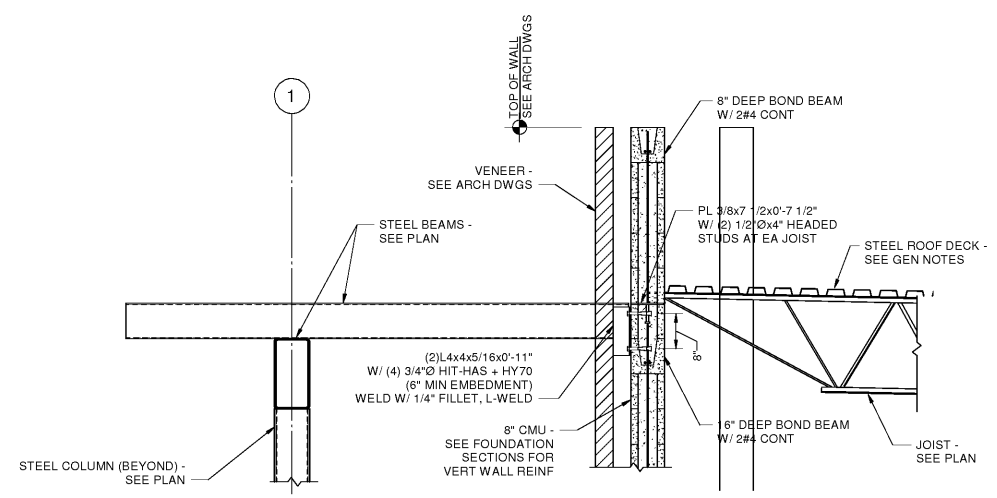 TOP OF WALL
SEE ARCH DWGS
1
8" DEEP BOND BEAM
W/ 2#4 CONT
VENEER -
SEE ARCH DWGS
PL 3/8x7 1/2x0'-7 1/2"
W/ (2) 1/2"Øx4" HEADED
STUDS AT EA JOIST
STEEL BEAMS -
SEE PLAN
STEEL ROOF DECK -
SEE GEN NOTES
(2)L4x4x5/16x0'-11"
W/ (4) 3/4"Ø HIT-HAS + HY70
(6" MIN EMBEDMENT)
WELD W/ 1/4" FILLET, L-WELD
8"
8" CMU -
SEE FOUNDATION
SECTIONS FOR
VERT WALL REINF
16" DEEP BOND BEAM
W/ 2#4 CONT
JOIST -
SEE PLAN
STEEL COLUMN (BEYOND) -
SEE PLAN